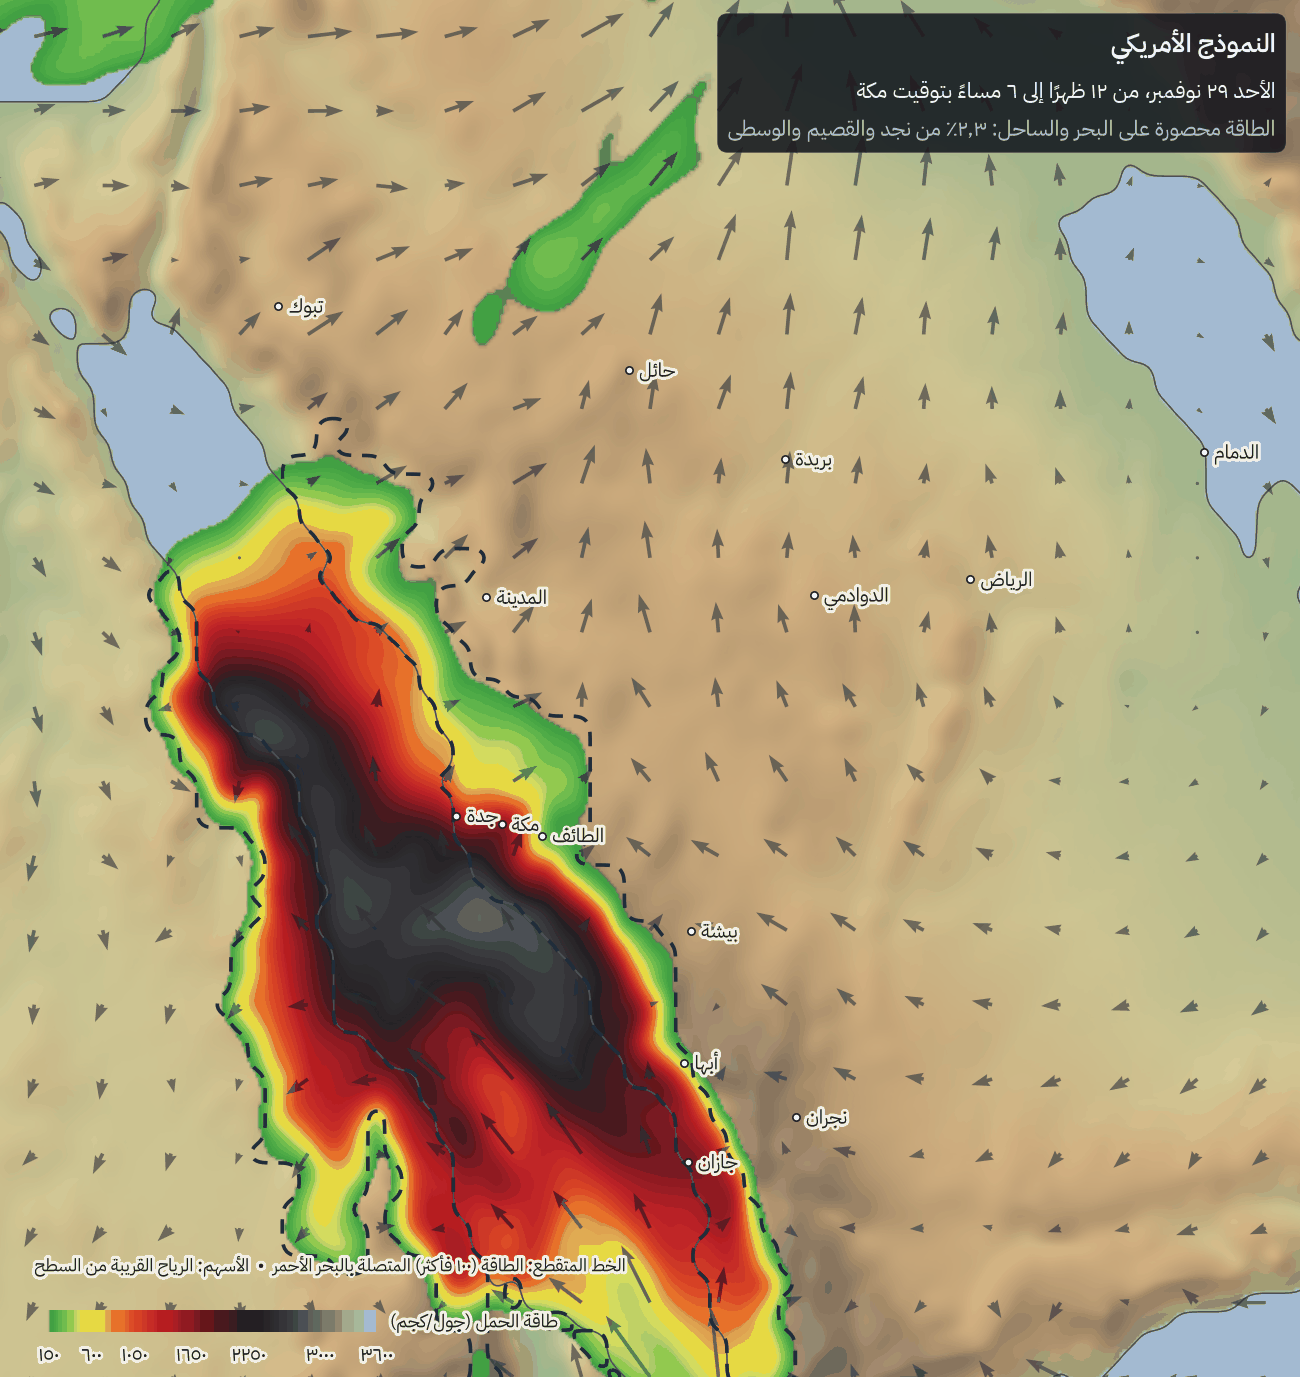 النموذج الأمريكي
الأحد ٢٩ نوفمبر، من ١٢ ظهرًا إلى ٦ مساءً بتوقيت مكة
الطاقة محصورة على البحر والساحل: ٢,٣٪ من نجد والقصيم والوسطى
تبوك
حائل
بريدة
الدمام
الرياض
الدوادمي
المدينة
جدة
مكة
الطائف
بيشة
أبها
نجران
جازان
الخط المتقطع: الطاقة (١٠ فأكثر) المتصلة بالبحر الأحمر • الأسهم: الرياح القريبة من السطح
طاقة الحمل (جول/كجم)
١٥٠ ٦٠٠ ١٠٥٠ ١٦٥٠ ٢٢٥٠ ٣٠٠٠ ٣٦٠٠